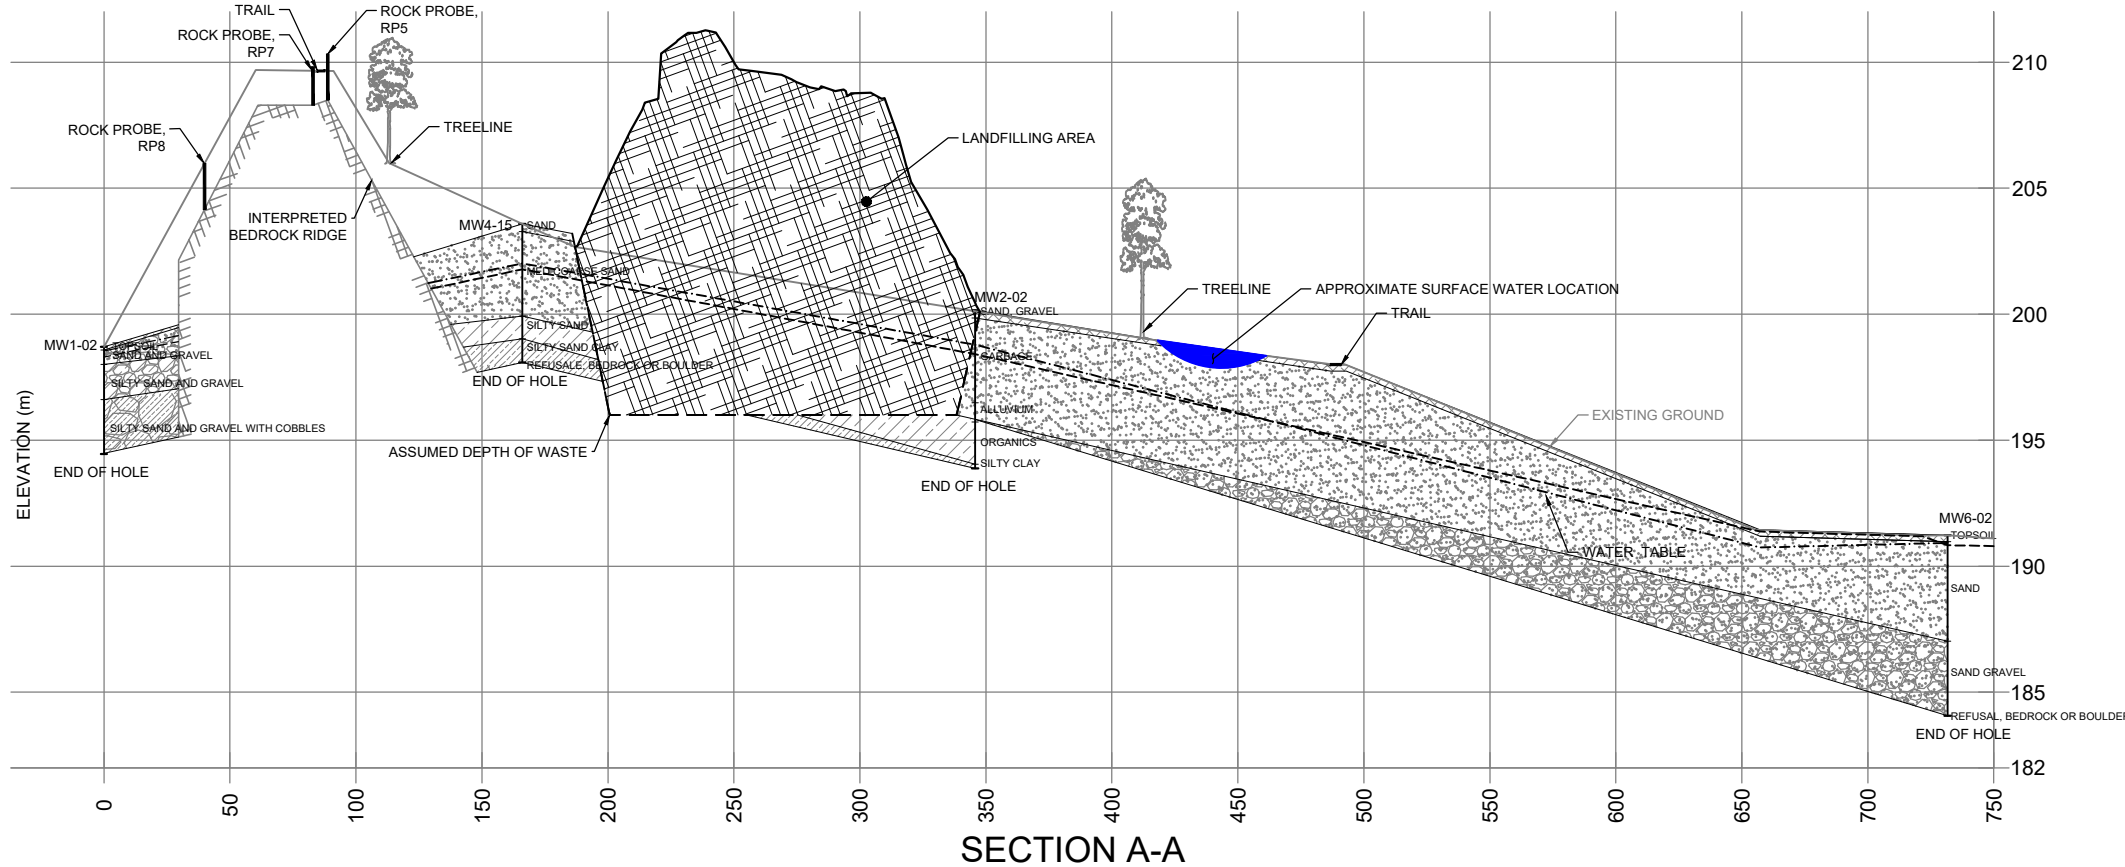 TRAIL
ROCK PROBE,
RP5
ROCK PROBE,
RP7
ROCK PROBE,
RP8
TREELINE
INTERPRETED
BEDROCK RIDGE
LANDFILLING AREA
MW4-15
SAND
MED COARSE SAND
SILTY SAND
SILTY SAND CLAY
REFUSALE, BEDROCK OR BOULDER
END OF HOLE
MW1-02
TOPSOIL
SAND AND GRAVEL
SILTY SAND AND GRAVEL
SILTY SAND AND GRAVEL WITH COBBLES
END OF HOLE
ASSUMED DEPTH OF WASTE
MW2-02
SAND, GRAVEL
GARBAGE
ALLUVIUM
ORGANICS
SILTY CLAY
END OF HOLE
TREELINE
APPROXIMATE SURFACE WATER LOCATION
TRAIL
EXISTING GROUND
WATER TABLE
MW6-02
TOPSOIL
SAND
SAND GRAVEL
REFUSAL, BEDROCK OR BOULDER
END OF HOLE
210
205
200
195
190
185
182
ELEVATION (m)
0
50
100
150
200
250
300
350
400
450
500
550
600
650
700
750
SECTION A-A